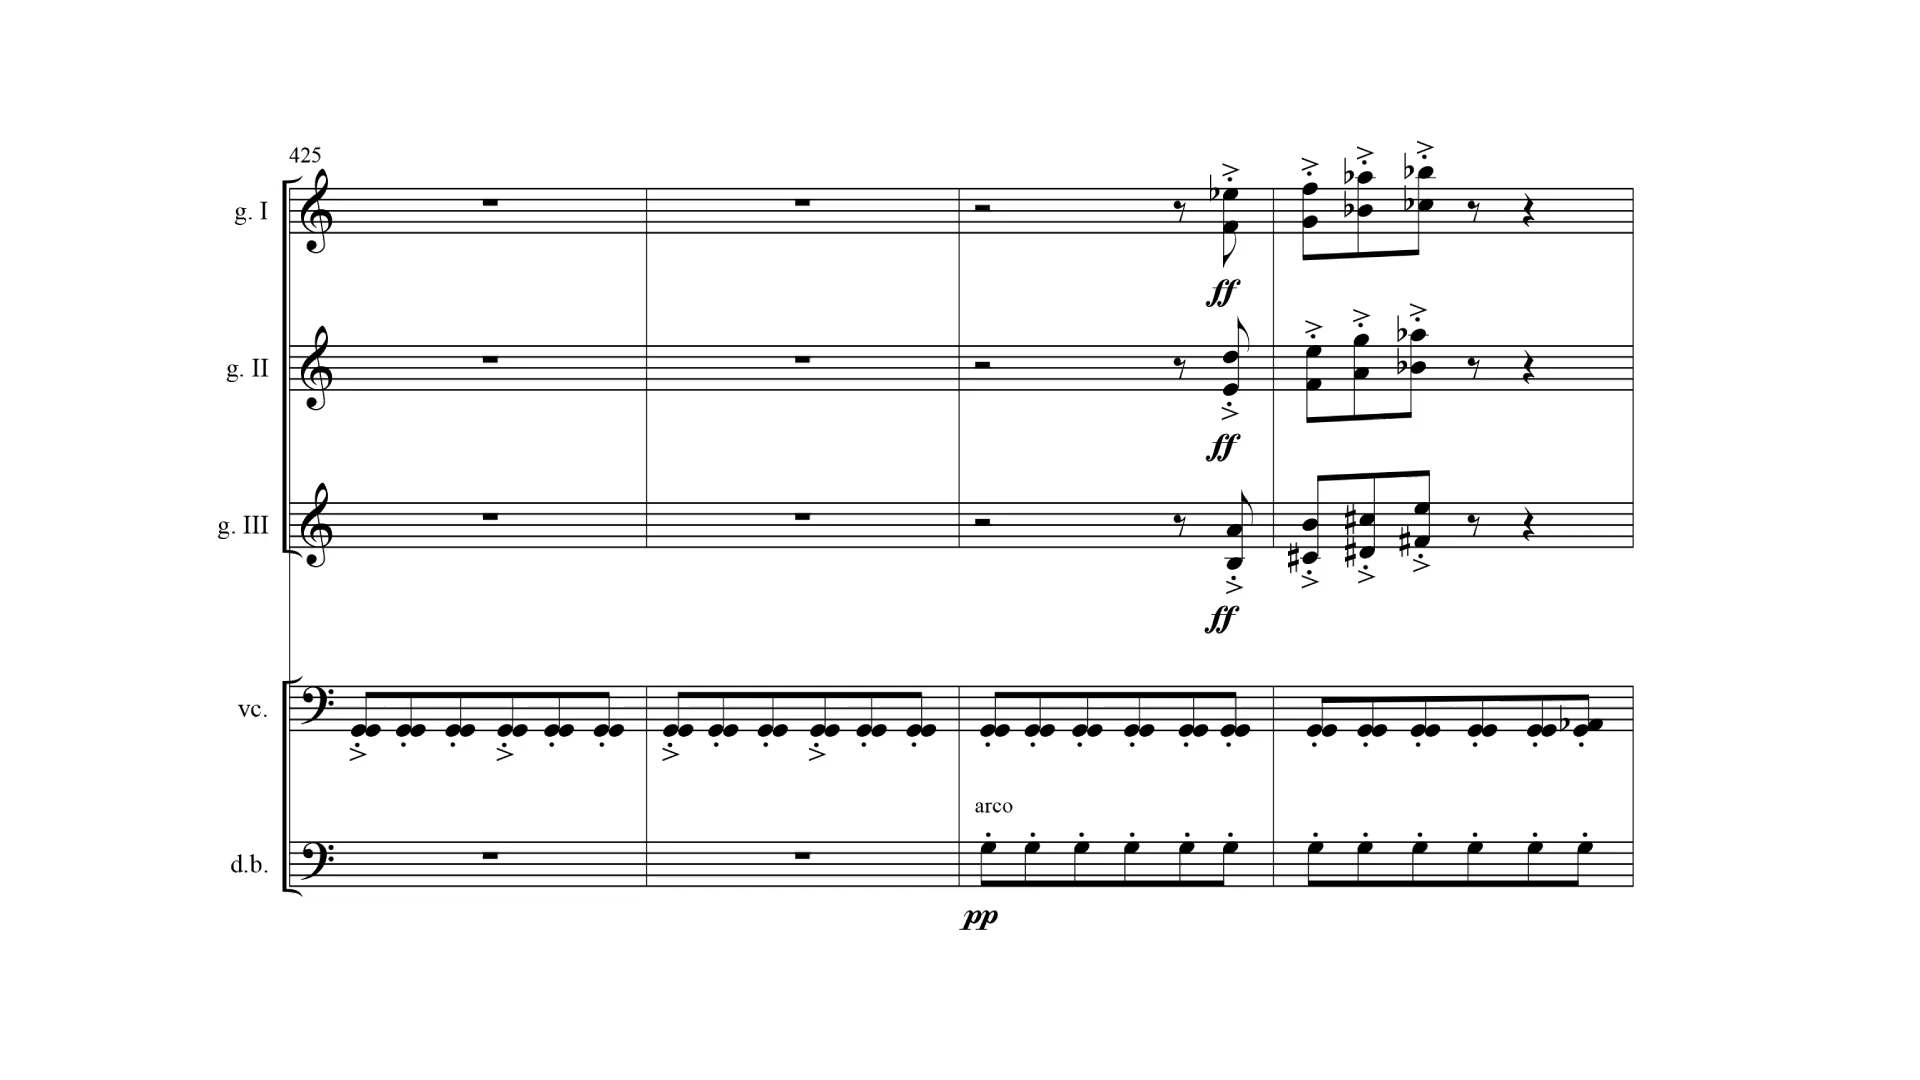 425
g. I
ff
g. II
ff
g. III
ff
vc.
arco
d.b.
pp